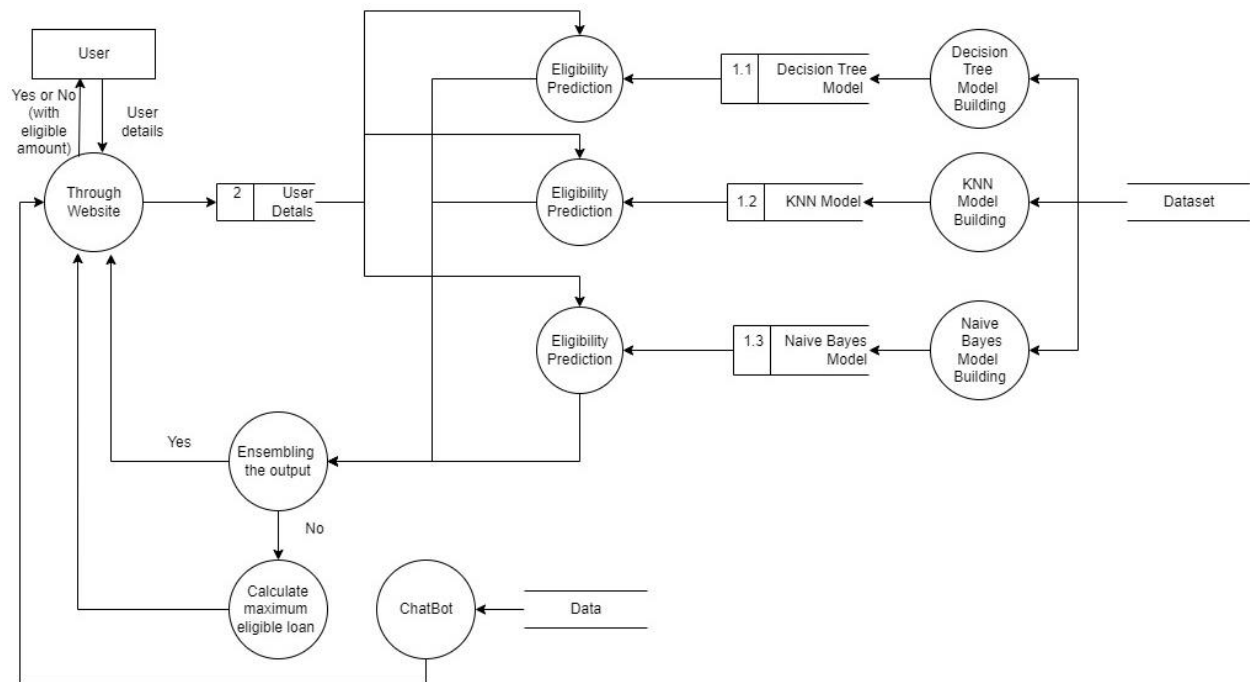 User
Yes or No
(with
eligible
amount)
User
details
Through
Website
2
User
Detals
Eligibility
Prediction
1.1
Decision Tree
Model
Decision
Tree
Model
Building
Eligibility
Prediction
1.2
KNN Model
KNN
Model
Building
Dataset
Eligibility
Prediction
1.3
Naive Bayes
Model
Naive
Bayes
Model
Building
Yes
Ensembling
the output
No
Calculate
maximum
eligible loan
ChatBot
Data